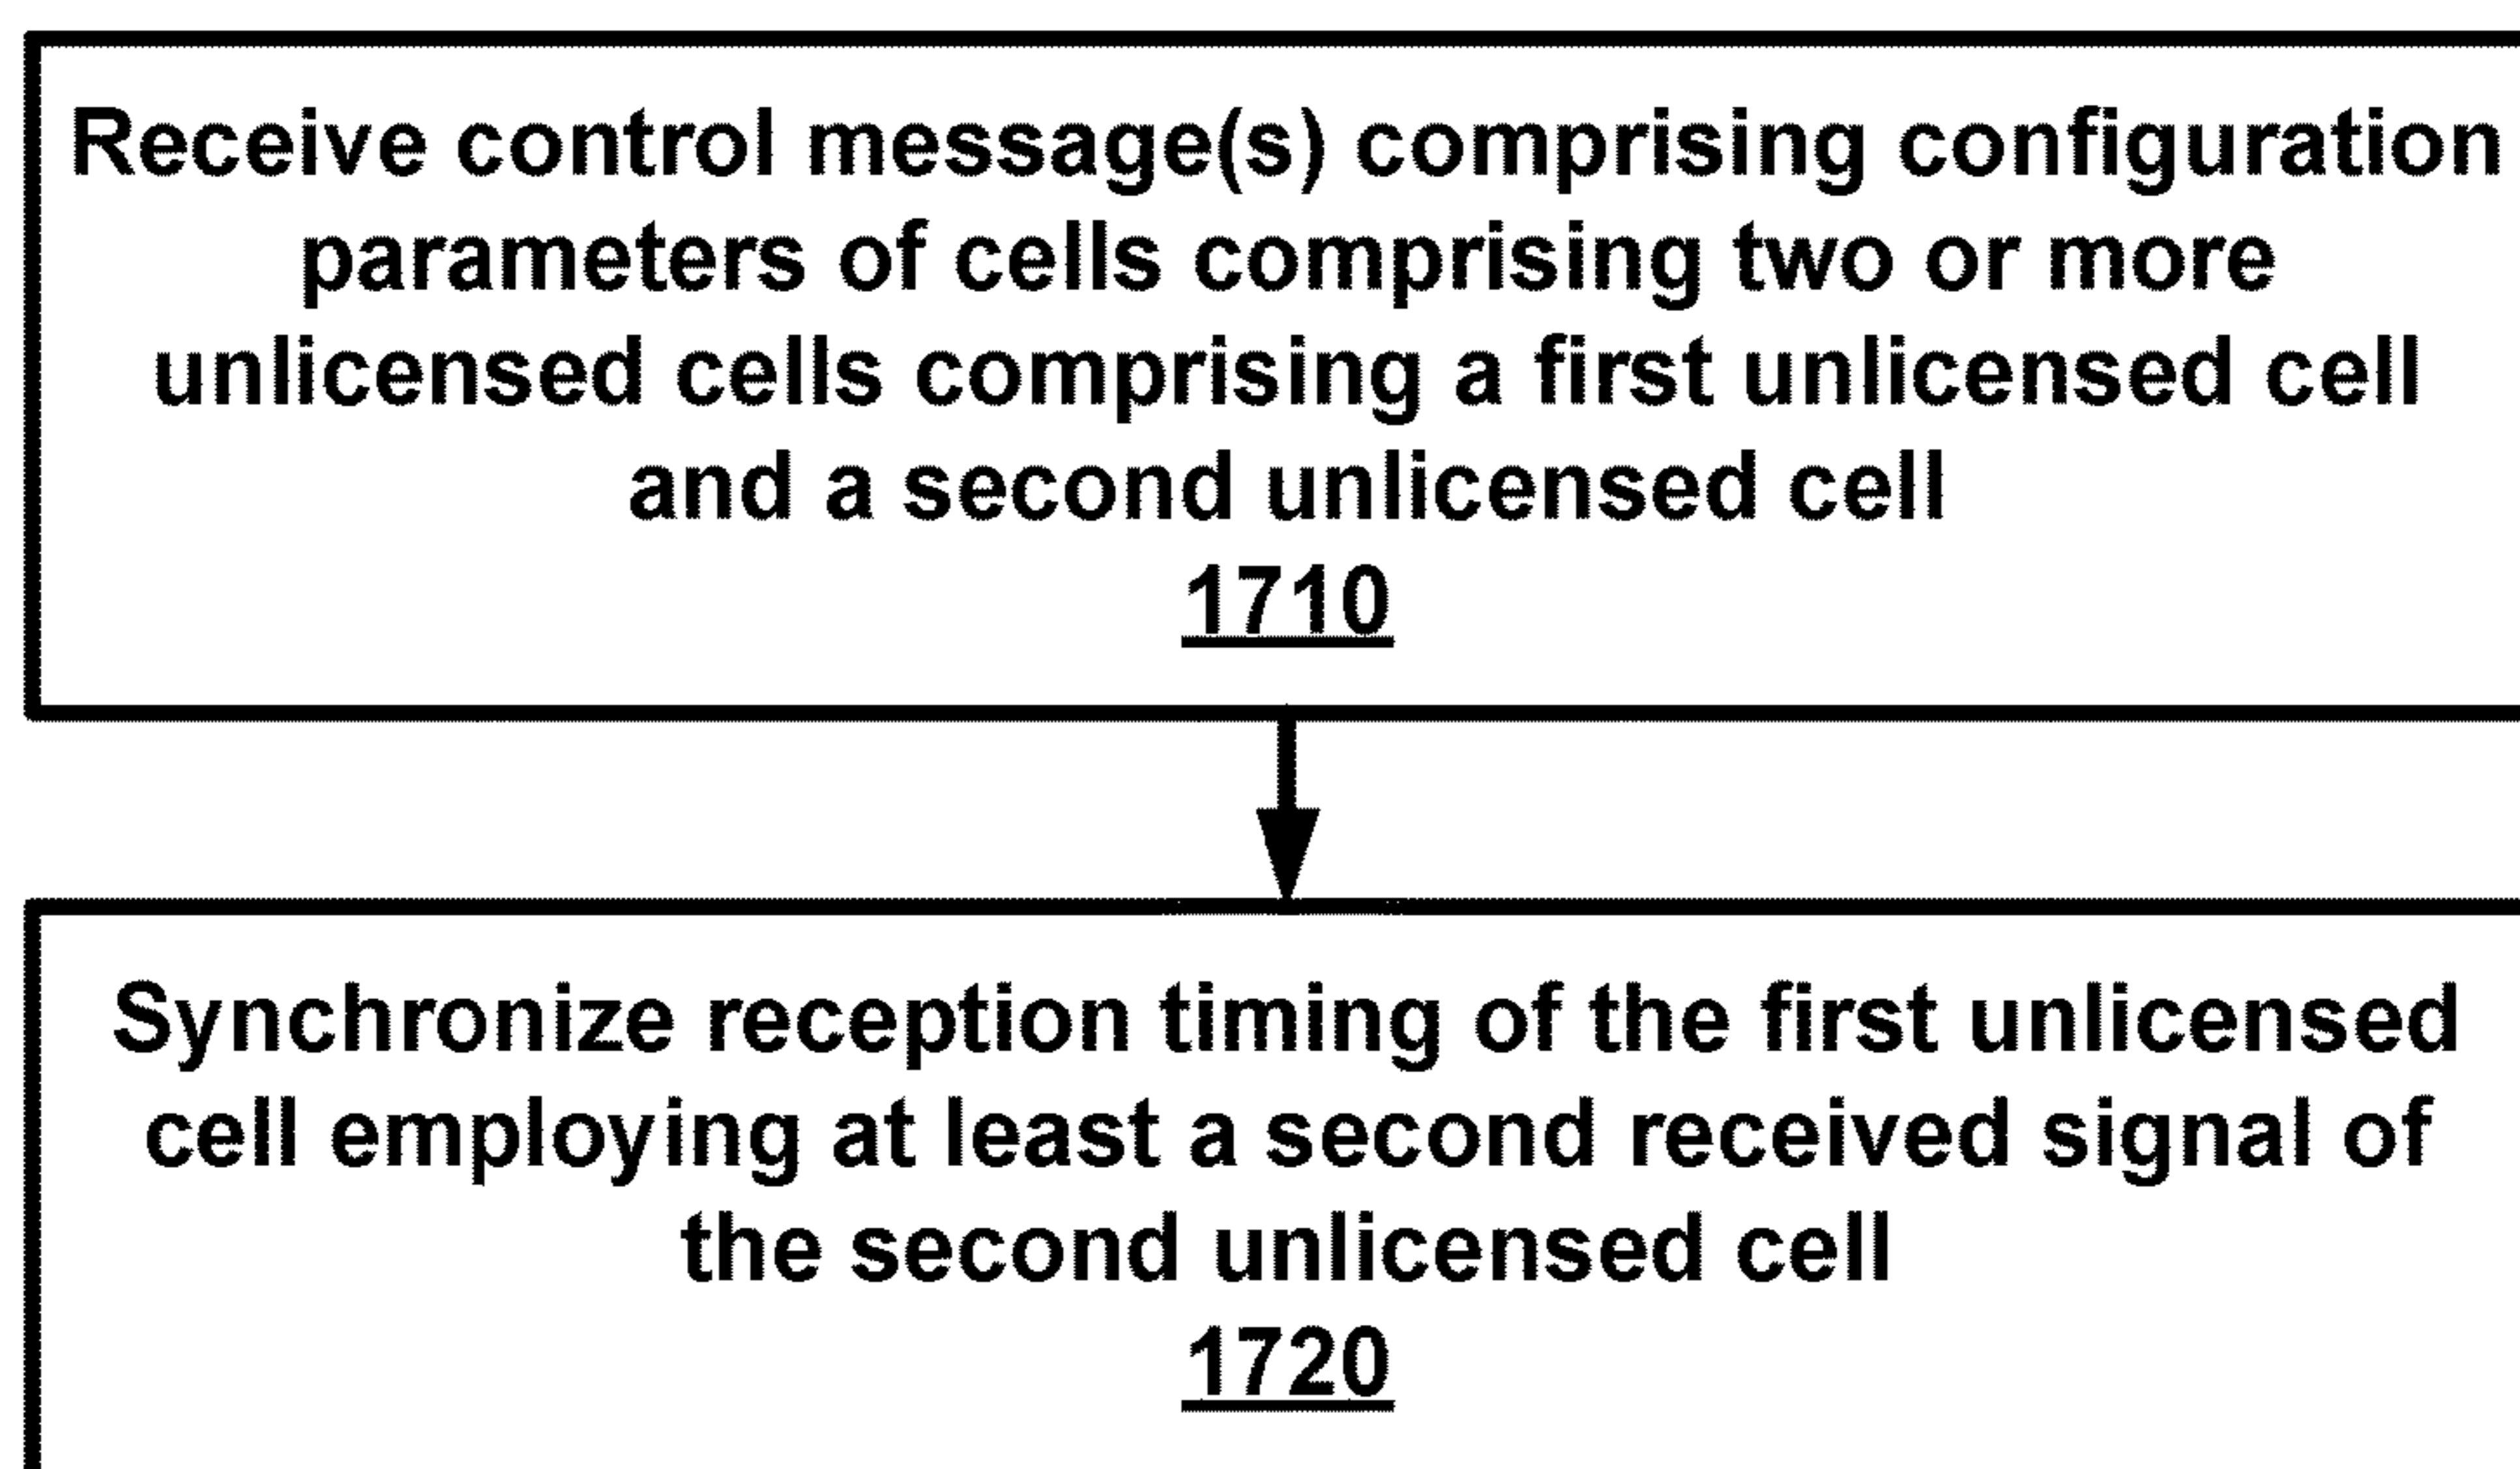 Receive control message(s) comprising configuration
parameters of cells comprising two or more
unlicensed cells comprising a first unlicensed cell
and a second unlicensed cell
1710
Synchronize reception timing of the first unlicensed
cell employing at least a second received signal of
the second unlicensed cell
1720